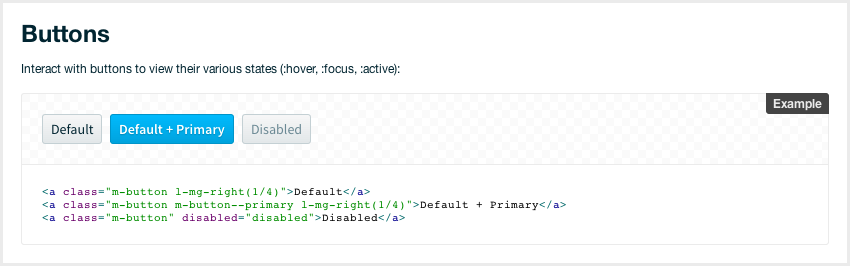 Buttons
Interact with buttons to view their various states (:hover, :focus, :active):
Example
Default Default + Primary Disabled
<a class="m-button l-mg-right(1/4)">Default</a>
<a class="m-button m-button--primary l-mg-right(1/4)">Default + Primary</a>
<a class="m-button" disabled="disabled">Disabled</a>